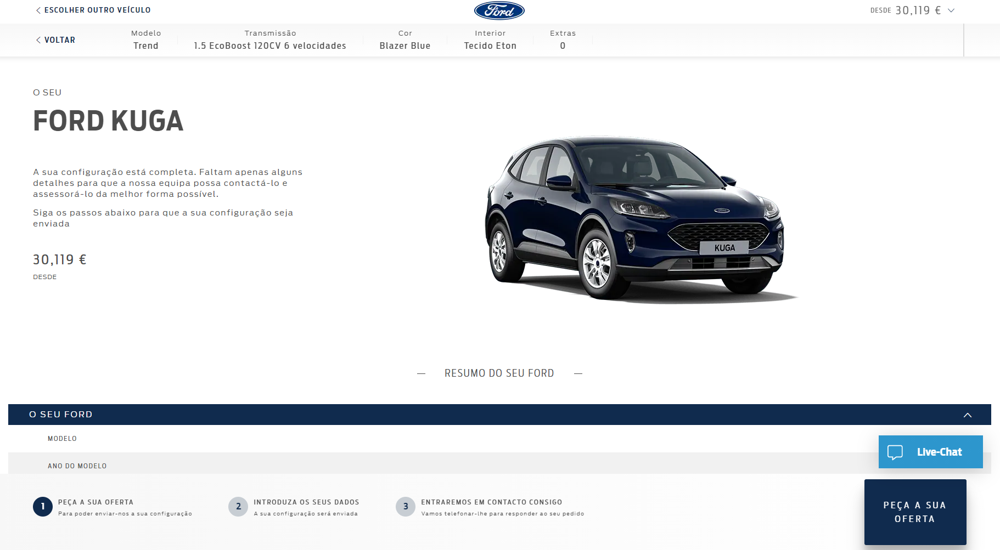 ESCOLHER OUTRO VEÍCULO
Ford
DESDE 30,119 €
VOLTAR
Modelo
Trend
Transmissão
1.5 EcoBoost 120CV 6 velocidades
Cor
Blazer Blue
Interior
Tecido Eton
Extras
0
O SEU
FORD KUGA
A sua configuração está completa. Faltam apenas alguns
detalhes para que a nossa equipa possa contactá-lo e
assessorá-lo da melhor forma possível.
Siga os passos abaixo para que a sua configuração seja
enviada
30,119 €
DESDE
Ford
KUGA
— RESUMO DO SEU FORD —
O SEU FORD
MODELO
Live-Chat
ANO DO MODELO
1
PEÇA A SUA OFERTA
Para poder enviar-nos a sua configuração
2
INTRODUZA OS SEUS DADOS
A sua configuração será enviada
3
ENTRAREMOS EM CONTACTO CONSIGO
Vamos telefonar-lhe para responder ao seu pedido
PEÇA A SUA
OFERTA